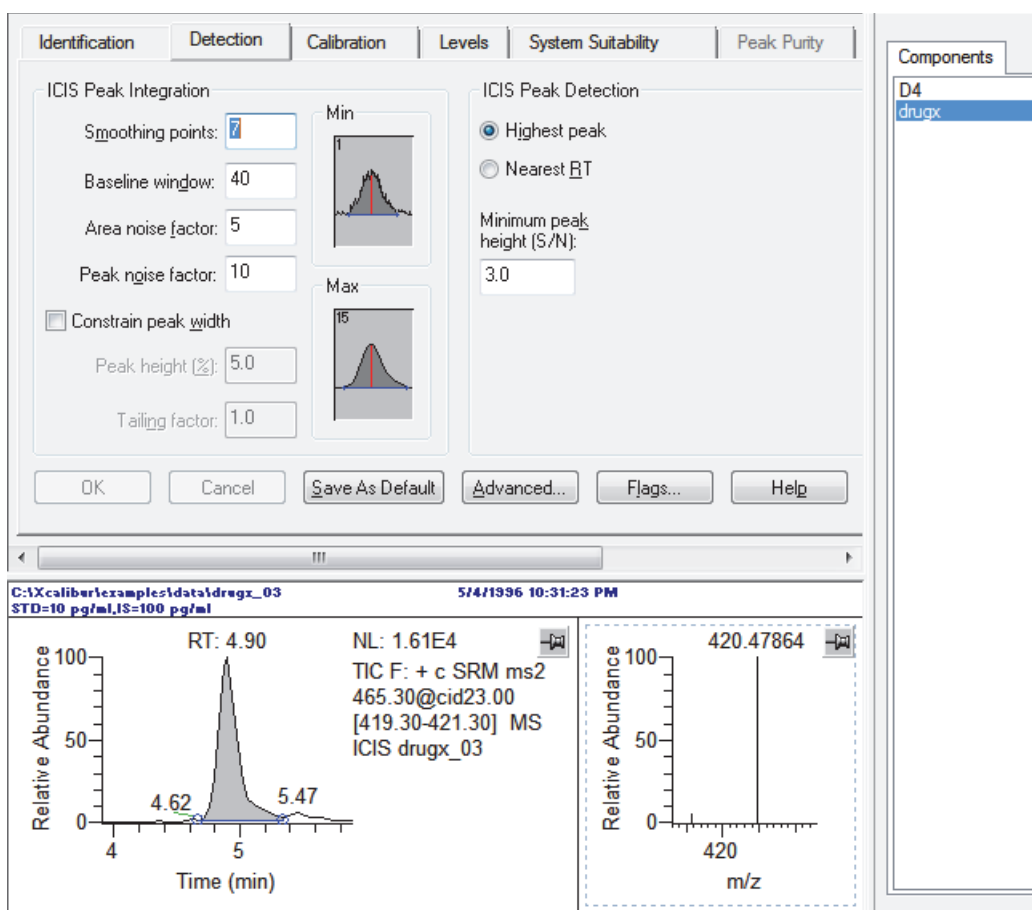 Identification Detection Calibration Levels System Suitability Peak Purity
Components
D4
drugx
ICIS Peak Integration
Smoothing points: 7
Baseline window: 40
Area noise factor: 5
Peak noise factor: 10
Constrain peak width
Peak height (%): 5.0
Tailing factor: 1.0
Min
1
Max
15
ICIS Peak Detection
Highest peak
Nearest RT
Minimum peak
height (S/N):
3.0
OK Cancel Save As Default Advanced... Flags... Help
C:\Xcalibur\examples\data\drugx_03 5/4/1996 10:31:23 PM
STD=10 pg/ml,IS=100 pg/ml
RT: 4.90
NL: 1.61E4
TIC F: + c SRM ms2
465.30@cid23.00
[419.30-421.30] MS
ICIS drugx_03
Relative Abundance
100
50
0
4.62
5.47
4 5
Time (min)
420.47864
Relative Abundance
100
50
0
420
m/z